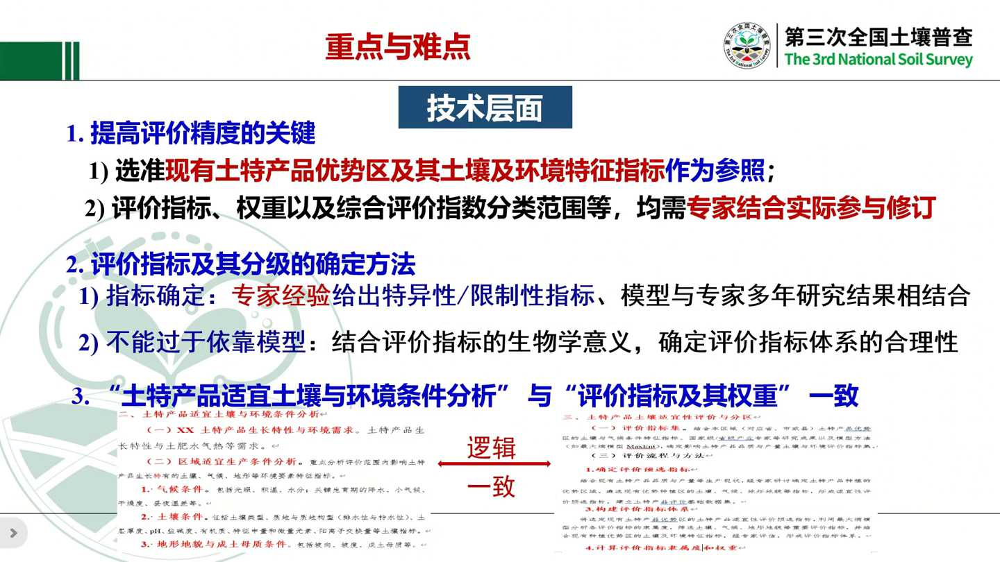 重点与难点
第三次全国土壤普查
The 3rd National Soil Survey
技术层面
1. 提高评价精度的关键
1) 选准现有土特产品优势区及其土壤及环境特征指标作为参照；
2) 评价指标、权重以及综合评价指数分类范围等，均需专家结合实际参与修订
2. 评价指标及其分级的确定方法
1) 指标确定：专家经验给出特异性/限制性指标、模型与专家多年研究结果相结合
2) 不能过于依靠模型：结合评价指标的生物学意义，确定评价指标体系的合理性
3. “土特产品适宜土壤与环境条件分析” 与“评价指标及其权重” 一致
二、土特产品适宜土壤与环境条件分析
（一）XX 土特产品生长特性与环境需求。土特产品生
长特性与土肥水气热等需求。
（二）区域适宜生产条件分析。重点分析评价范围内影响土特
产品生长特有的土壤、气候、地形等环境要素特征指标。
1. 气候条件。包括光照、积温、水分；关键生育期的降水、小气候、
干燥度、昼夜温差等。
2. 土壤条件。包括土壤类型、质地与质地构型（排水性与持水性）、土
层厚度、pH、盐碱度、有机质、特征中量和微量元素、阳离子交换量等土壤指标。
3. 地形地貌与成土母质条件。包括坡向、坡度、成土母质等。
逻辑
一致
三、土特产品土壤适宜性评价与分区
（一）评价指标集。结合本区域（对应省、市或县）土特产品优势
区的土壤与气候条件特征指标、国家级/省级产业专家等研究成果以及模型方法
（如最大熵模型 MaxEnt），确定影响土特产品品质与产量土壤与环境评价指标集。
（三）评价流程与方法
1.确定评价预选指标
结合现有土特产品品质与产量等生产现状，经专家研讨确定土特产品种植的
优势区域。遴选现有优势种植区的土壤、气候、地形地貌等指标，形成适宜性评
价预选指标，建立土特产品评价基础数据集。
3.构建评价指标体系
将选定现有土特产品优势区的土特产品适宜性评价预选指标，利用最大熵模
型分析各评价指标的隶属度，筛选土壤、气候、地形地貌等重要评价指标，并结
合现有种植优势区的土壤及环境特征指标，经专家评估，形成评价指标体系。
4.计算评价指标隶属度和权重